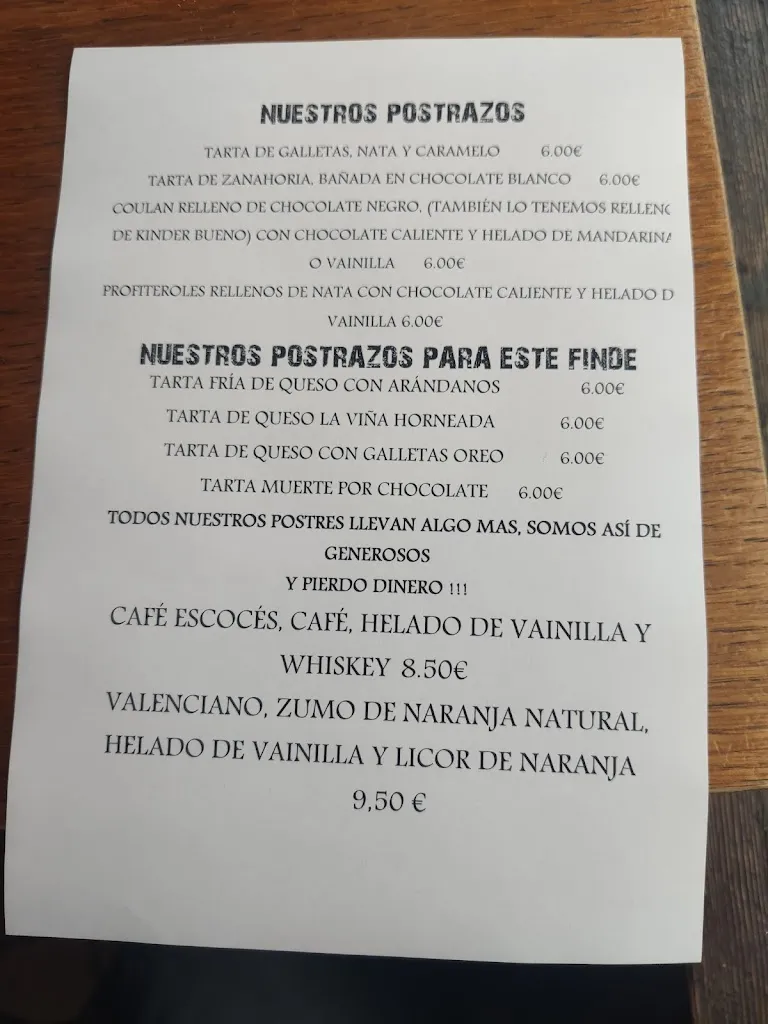 NUESTROS POSTRAZOS
TARTA DE GALLETAS, NATA Y CARAMELO 6.00€
TARTA DE ZANAHORIA, BAÑADA EN CHOCOLATE BLANCO 6.00€
COULAN RELLENO DE CHOCOLATE NEGRO, (TAMBIÉN LO TENEMOS RELLENO
DE KINDER BUENO) CON CHOCOLATE CALIENTE Y HELADO DE MANDARINA
O VAINILLA 6.00€
PROFITEROLES RELLENOS DE NATA CON CHOCOLATE CALIENTE Y HELADO D
VAINILLA 6.00€
NUESTROS POSTRAZOS PARA ESTE FINDE
TARTA FRÍA DE QUESO CON ARÁNDANOS 6.00€
TARTA DE QUESO LA VIÑA HORNEADA 6.00€
TARTA DE QUESO CON GALLETAS OREO 6.00€
TARTA MUERTE POR CHOCOLATE 6.00€
TODOS NUESTROS POSTRES LLEVAN ALGO MAS, SOMOS ASÍ DE
GENEROSOS
Y PIERDO DINERO !!!
CAFÉ ESCOCÉS, CAFÉ, HELADO DE VAINILLA Y
WHISKEY 8.50€
VALENCIANO, ZUMO DE NARANJA NATURAL,
HELADO DE VAINILLA Y LICOR DE NARANJA
9,50 €